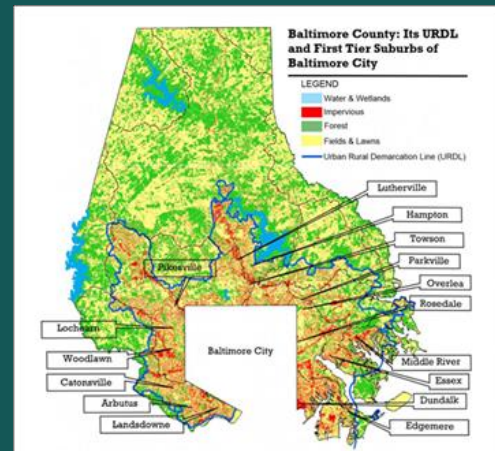 Baltimore County: Its URDL
and First Tier Suburbs of
Baltimore City
LEGEND
Water & Wetlands
Impervious
Forest
Fields & Lawns
Urban Rural Demarcation Line (URDL)
Lutherville
Hampton
Towson
Parkville
Overlea
Rosedale
Middle River
Essex
Dundalk
Edgemere
Pikesville
Lochearn
Woodlawn
Catonsville
Arbutus
Landsdowne
Baltimore City